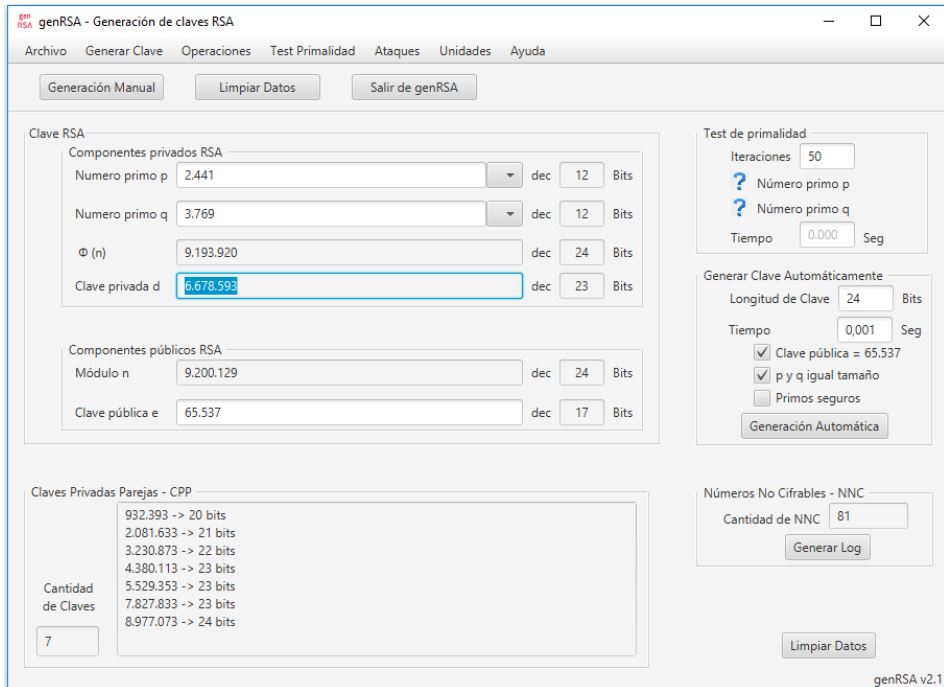 gen RSA genRSA - Generación de claves RSA
Archivo Generar Clave Operaciones Test Primalidad Ataques Unidades Ayuda
Generación Manual Limpiar Datos Salir de genRSA
Clave RSA
Componentes privados RSA
Numero primo p 2.441 dec 12 Bits
Numero primo q 3.769 dec 12 Bits
Φ (n) 9.193.920 dec 24 Bits
Clave privada d 6.678.593 dec 23 Bits
Componentes públicos RSA
Módulo n 9.200.129 dec 24 Bits
Clave pública e 65.537 dec 17 Bits
Test de primalidad
Iteraciones 50
? Número primo p
? Número primo q
Tiempo 0.000 Seg
Generar Clave Automáticamente
Longitud de Clave 24 Bits
Tiempo 0,001 Seg
Clave pública = 65.537
p y q igual tamaño
Primos seguros
Generación Automática
Claves Privadas Parejas - CPP
932.393 -> 20 bits
2.081.633 -> 21 bits
3.230.873 -> 22 bits
4.380.113 -> 23 bits
5.529.353 -> 23 bits
7.827.833 -> 23 bits
8.977.073 -> 24 bits
Cantidad
de Claves
7
Números No Cifrables - NNC
Cantidad de NNC 81
Generar Log
Limpiar Datos
genRSA v2.1